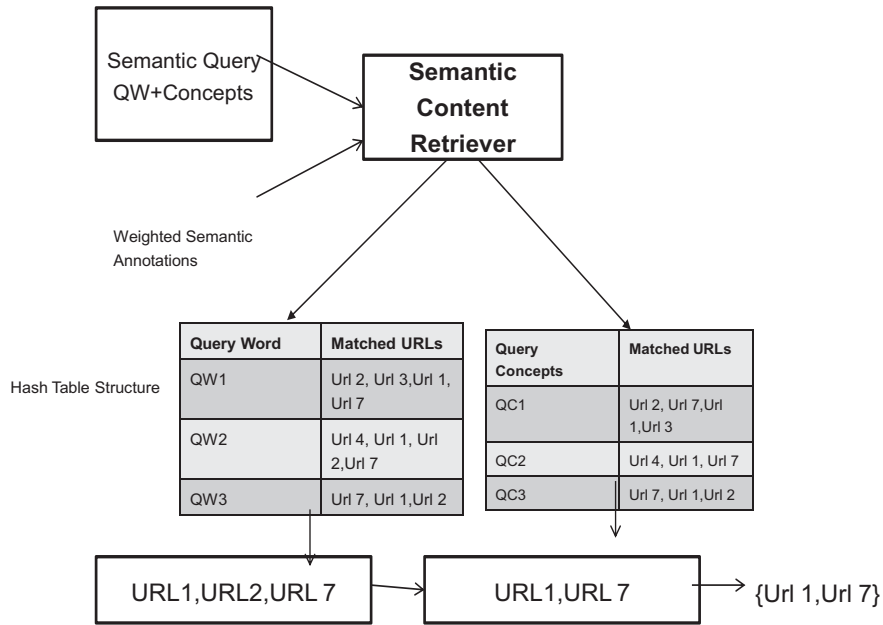 Semantic Query
QW+Concepts
Semantic
Content
Retriever
Weighted Semantic
Annotations
Hash Table Structure
Query Word
Matched URLs
QW1
Url 2, Url 3,Url 1,
Url 7
QW2
Url 4, Url 1, Url
2,Url 7
QW3
Url 7, Url 1,Url 2
Query
Concepts
Matched URLs
QC1
Url 2, Url 7,Url
1,Url 3
QC2
Url 4, Url 1, Url 7
QC3
Url 7, Url 1,Url 2
URL1,URL2,URL 7
URL1,URL 7
{Url 1,Url 7}